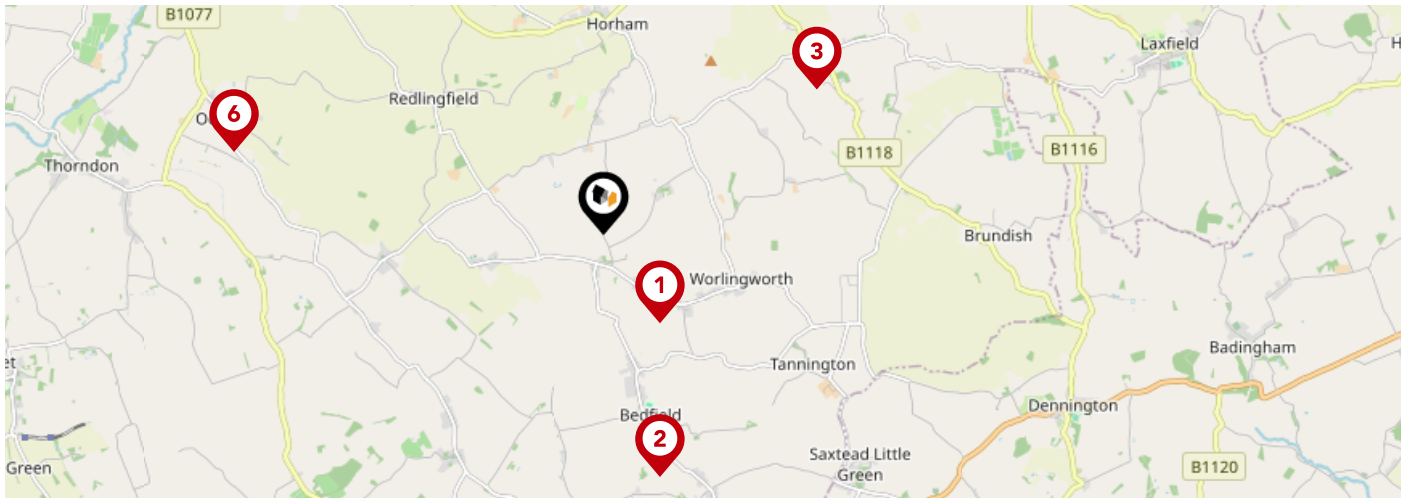 B1077
Horham
3
Laxfield
Redlingfield
6
B1118
B1116
Thorndon
Brundish
1
Worlingworth
Badingham
Tannington
Bedfield
Dennington
2
Saxtead Little
Green
B1120
Green